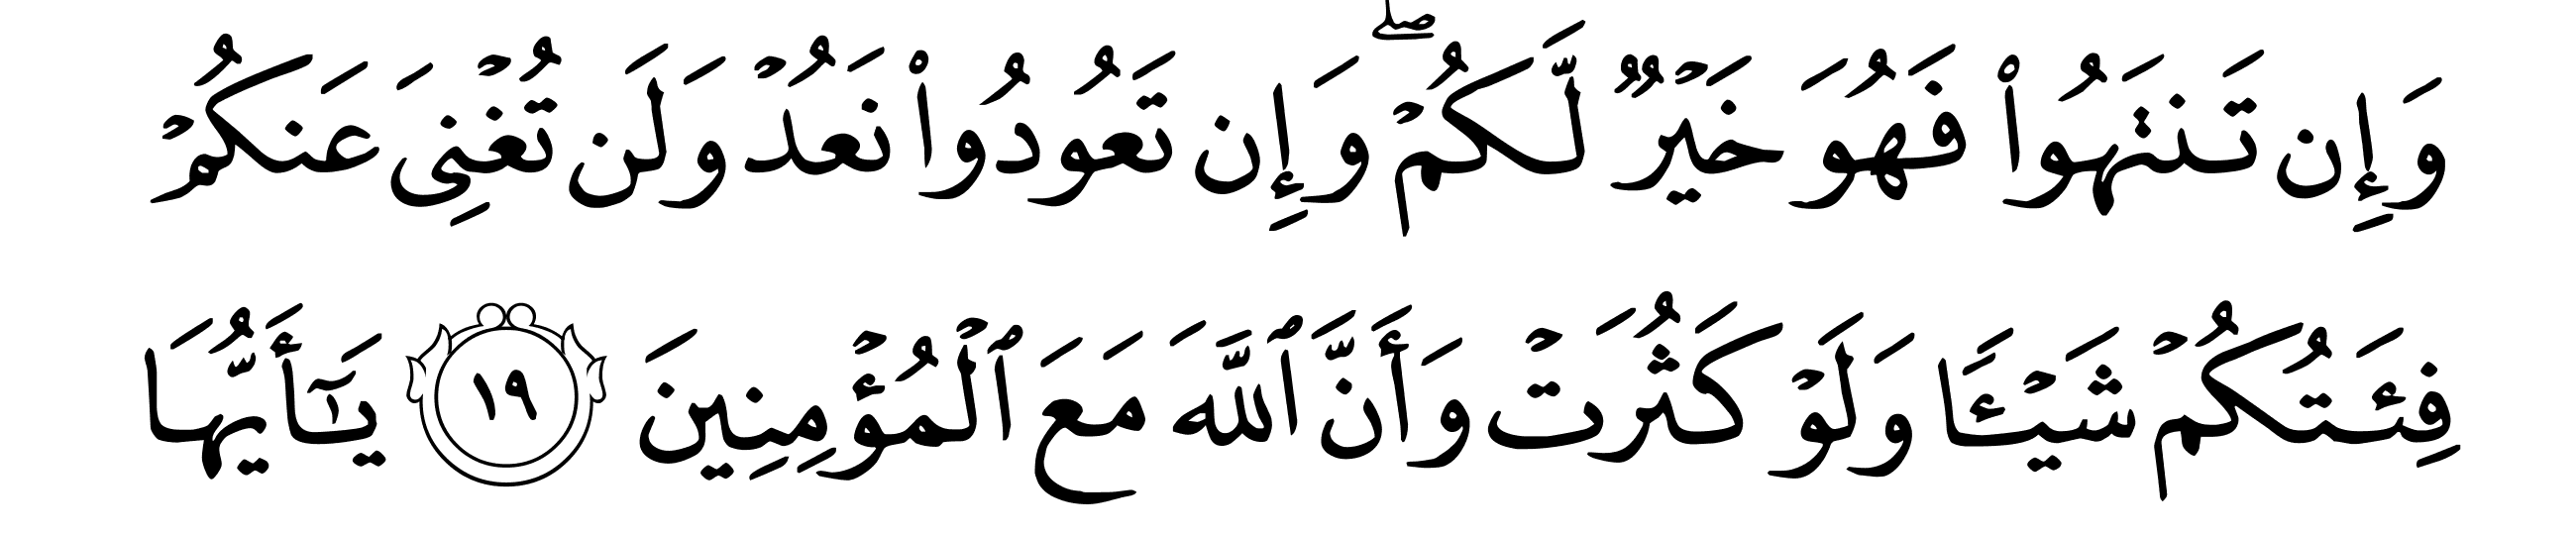 وَإِن تَنتَهُوا۟ فَهُوَ خَيْرٌ لَّكُمْ ۖ وَإِن تَعُودُوا۟ نَعُدْ وَلَن تُغْنِىَ عَنكُمْ
فِئَتُكُمْ شَيْـًٔا وَلَوْ كَثُرَتْ وَأَنَّ ٱللَّهَ مَعَ ٱلْمُؤْمِنِينَ ١٩ يَـٰٓأَيُّهَا